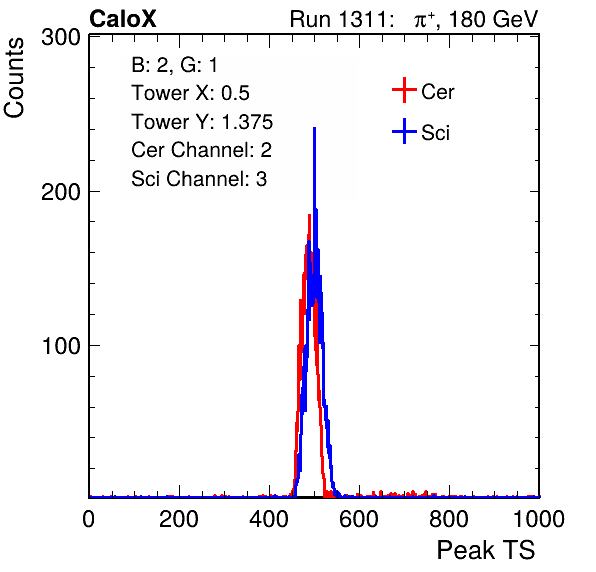 CaloX Run 1311: π⁺, 180 GeV
300
Counts
B: 2, G: 1
Tower X: 0.5
Tower Y: 1.375
Cer Channel: 2
Sci Channel: 3
Cer
Sci
200
100
0 200 400 600 800 1000
Peak TS